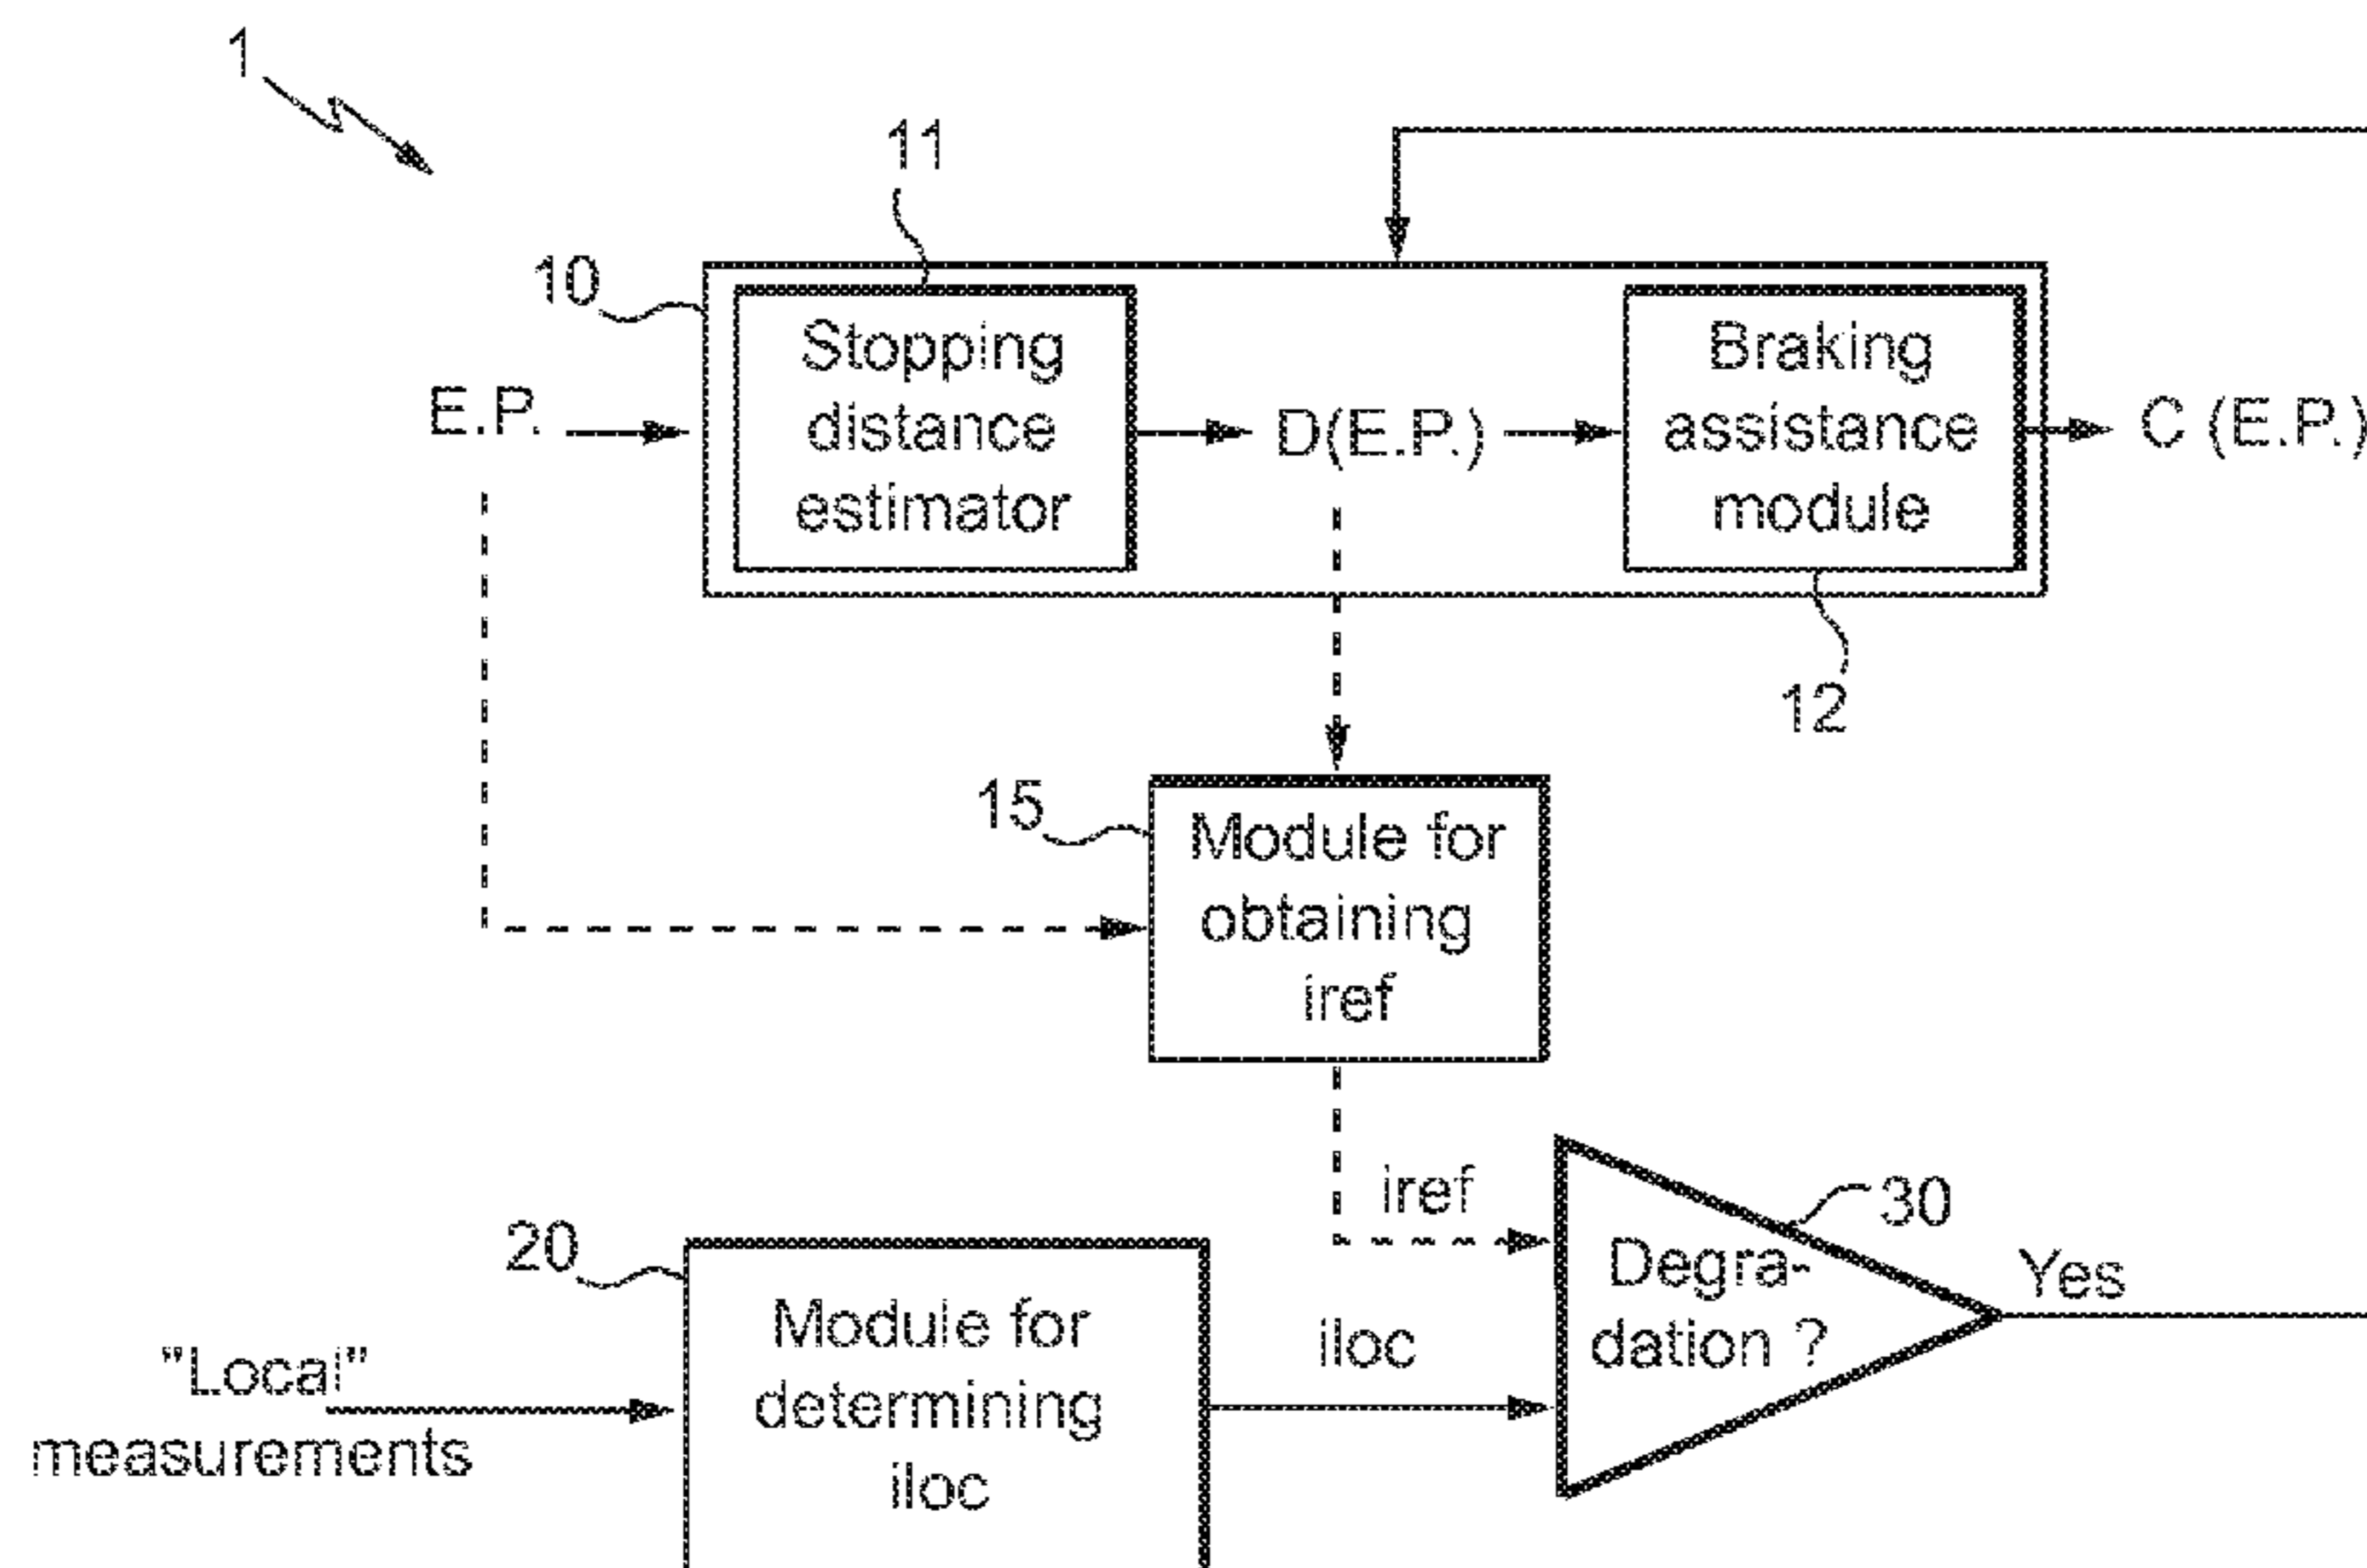 1
11
10
Stopping
distance
estimator
E.P.
D(E.P.)
Braking
assistance
module
C (E.P.)
12
15
Module for
obtaining
iref
iref
30
20
Module for
determining
iloc
"Local"
measurements
iloc
Degra-
dation ?
Yes